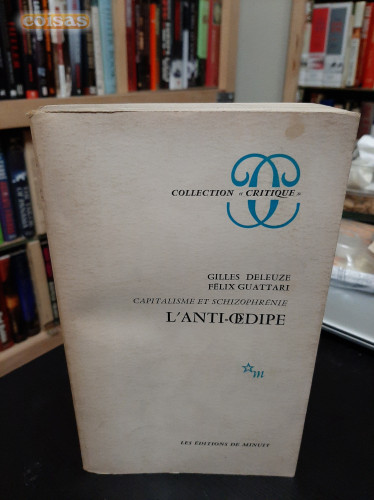 coisas
COLLECTION « CRITIQUE »
GILLES DELEUZE
FÉLIX GUATTARI
CAPITALISME ET SCHIZOPHRÉNIE
L'ANTI-ŒDIPE
m
LES ÉDITIONS DE MINUIT